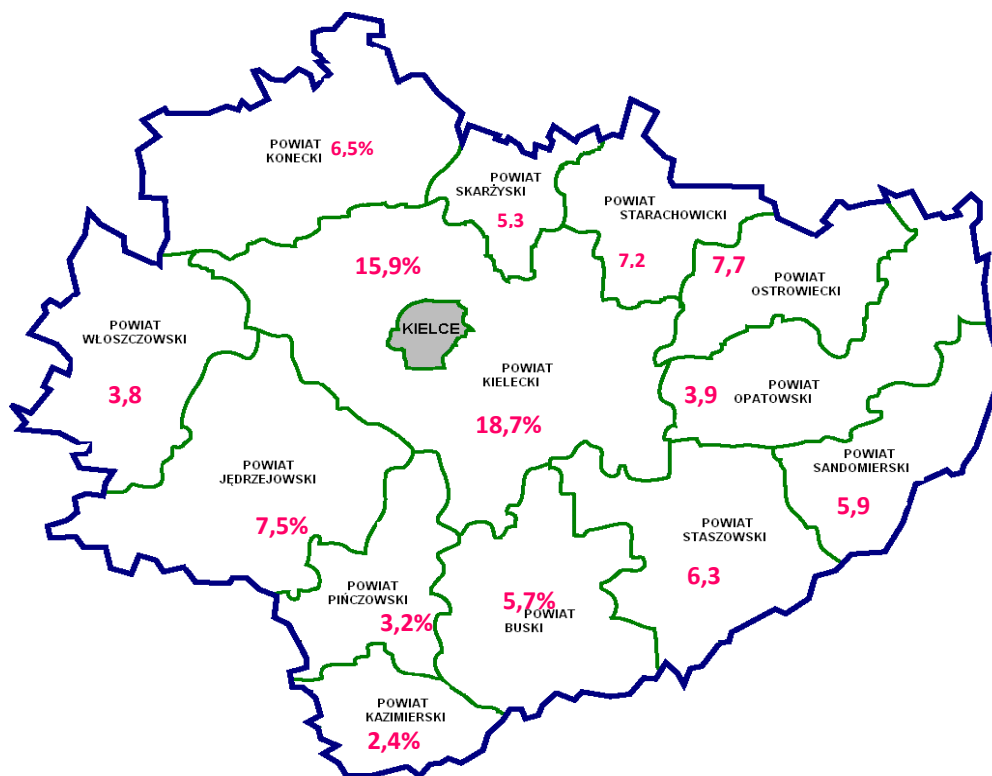 POWIAT
KONECKI
6,5%
POWIAT
SKARŻYSKI
5,3
POWIAT
STARACHOWICKI
7,2
7,7
POWIAT
OSTROWIECKI
15,9%
KIELCE
POWIAT
WŁOSZCZOWSKI
3,8
POWIAT
KIELECKI
18,7%
3,9
POWIAT
OPATOWSKI
POWIAT
SANDOMIERSKI
5,9
POWIAT
JĘDRZEJOWSKI
7,5%
POWIAT
STASZOWSKI
6,3
POWIAT
PIŃCZOWSKI
3,2%
5,7%
POWIAT
BUSKI
POWIAT
KAZIMIERSKI
2,4%